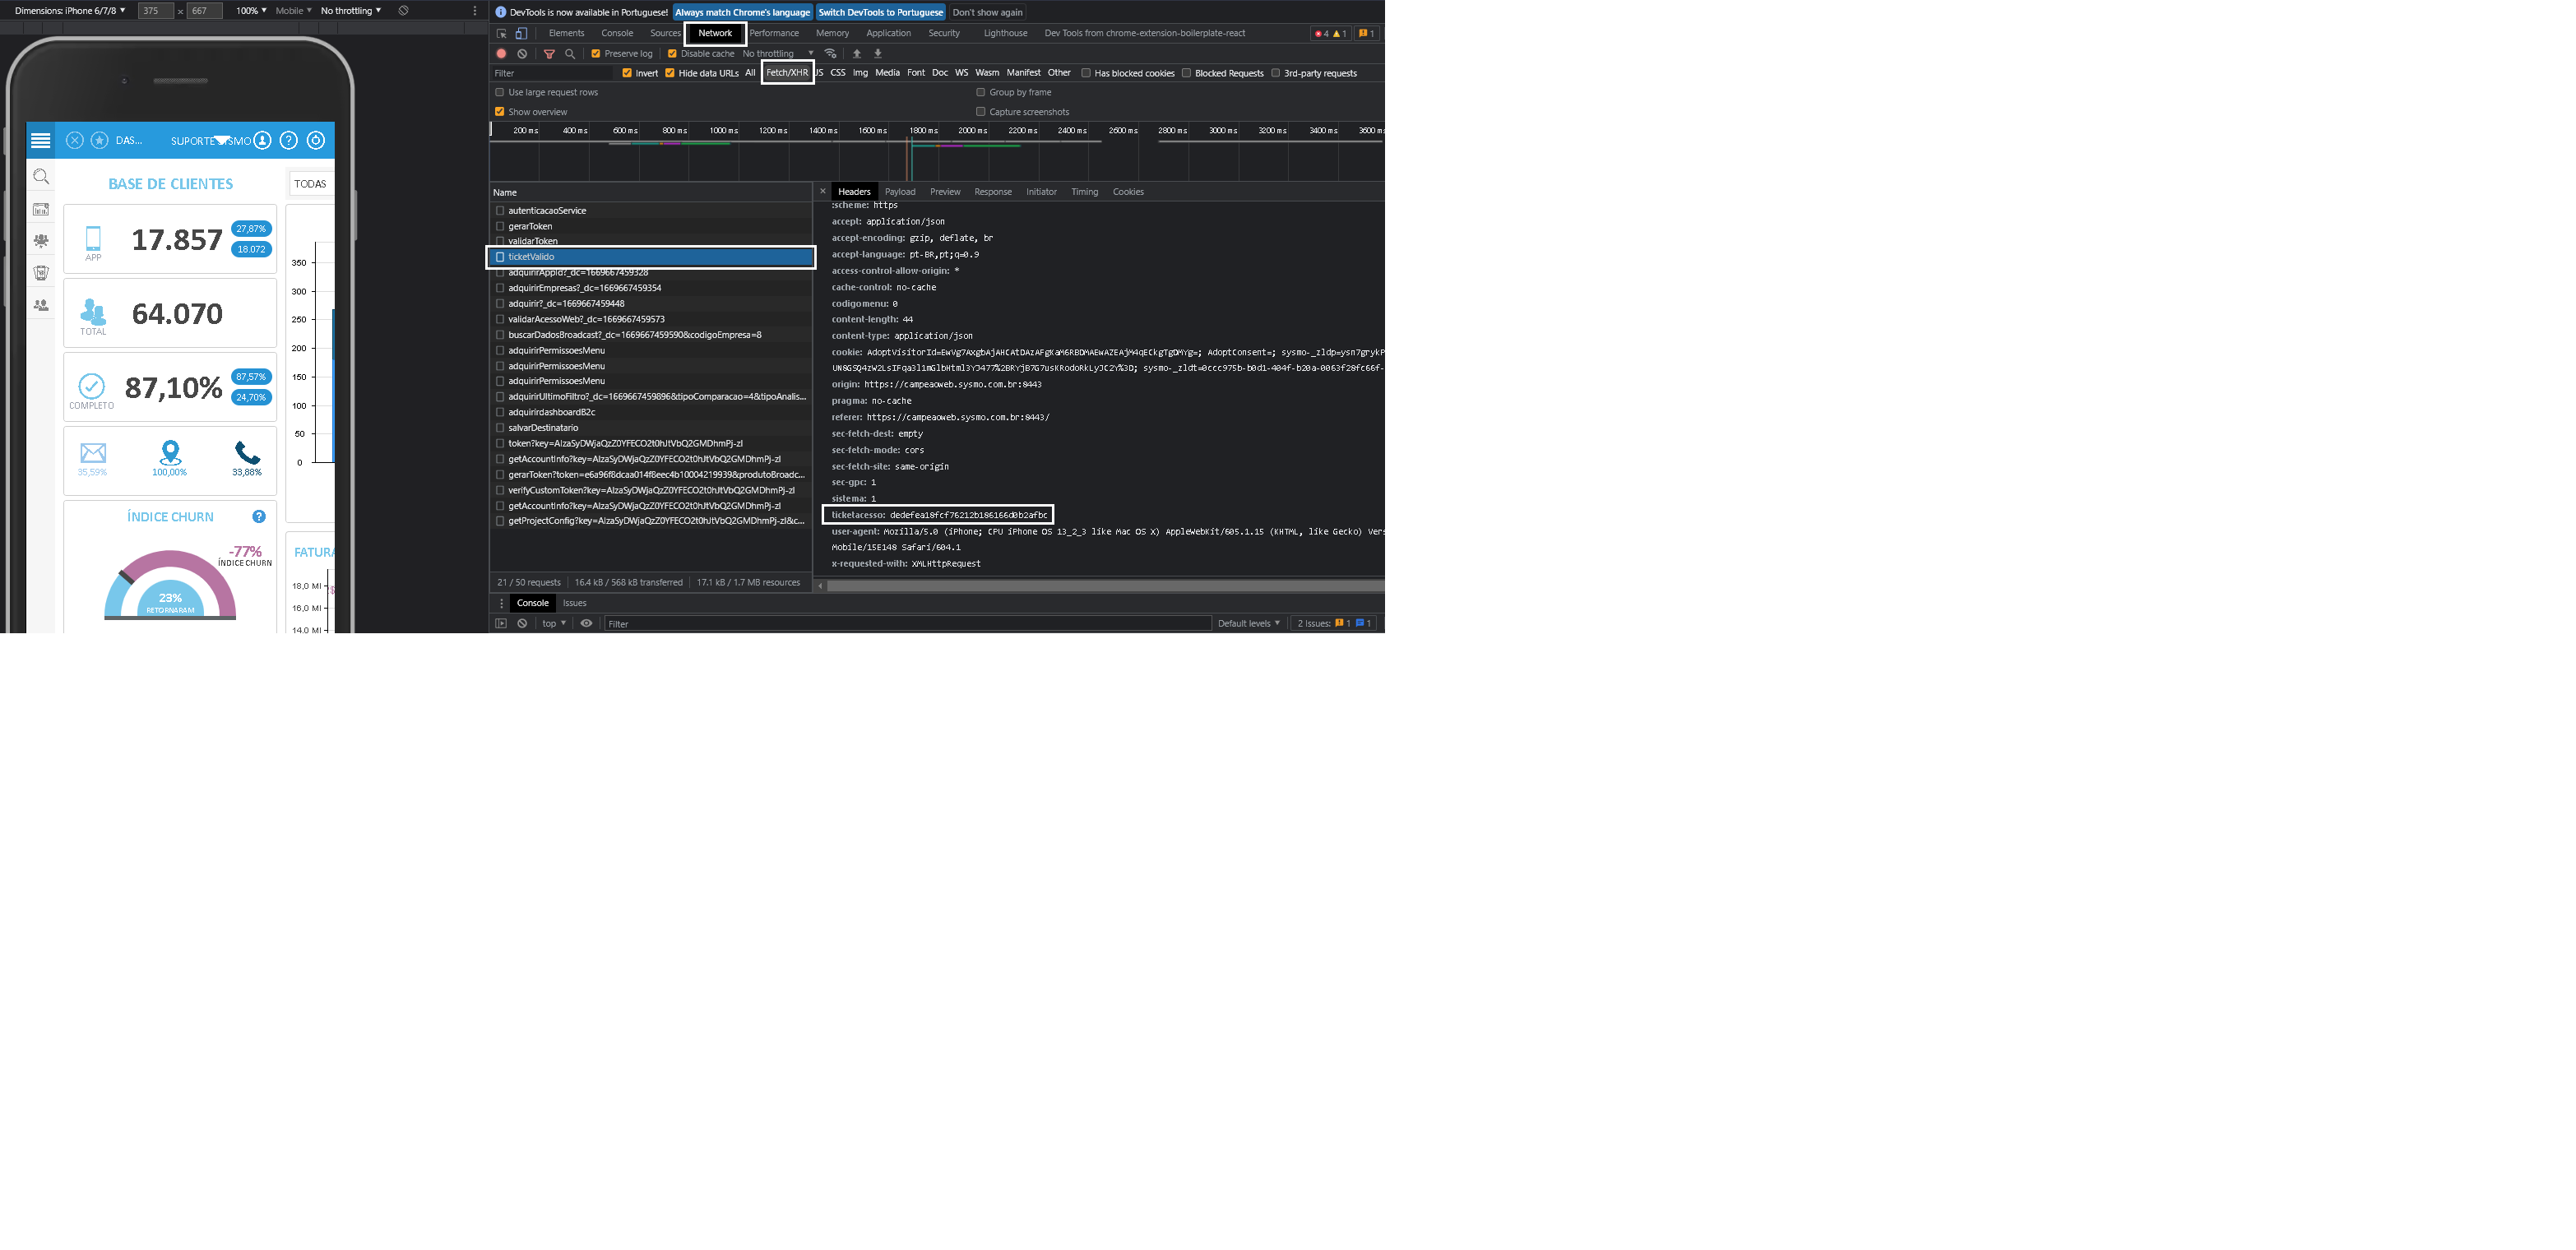 Dimensions: iPhone 6/7/8 ▼ 375 × 667 100% ▼ Mobile ▼ No throttling ▼
DAS... SUPORTE SYSMO
BASE DE CLIENTES
TODAS
17.857
27,87%
18.072
APP
64.070
TOTAL
87,10%
87,57%
24,70%
COMPLETO
35,59% 100,00% 33,88%
350
300
250
200
150
100
50
0
ÍNDICE CHURN
-77%
ÍNDICE CHURN
23%
RETORNARAM
FATURA
18,0 MI
16,0 MI
14,0 MI
DevTools is now available in Portuguese! Always match Chrome's language Switch DevTools to Portuguese Don't show again
Elements Console Sources Network Performance Memory Application Security Lighthouse Dev Tools from chrome-extension-boilerplate-react 4 1 1
Preserve log Disable cache No throttling
Filter Invert Hide data URLs All Fetch/XHR JS CSS Img Media Font Doc WS Wasm Manifest Other Has blocked cookies Blocked Requests 3rd-party requests
Use large request rows Group by frame
Show overview Capture screenshots
200 ms 400 ms 600 ms 800 ms 1000 ms 1200 ms 1400 ms 1600 ms 1800 ms 2000 ms 2200 ms 2400 ms 2600 ms 2800 ms 3000 ms 3200 ms 3400 ms 3600 ms
Name
autenticacaoService
gerarToken
validarToken
ticketValido
adquirirAppId?_dc=1669667459328
adquirirEmpresas?_dc=1669667459354
adquirir?_dc=1669667459448
validarAcessoWeb?_dc=1669667459573
buscarDadosBroadcast?_dc=1669667459590&codigoEmpresa=8
adquirirPermissoesMenu
adquirirPermissoesMenu
adquirirPermissoesMenu
adquirirUltimoFiltro?_dc=1669667459896&tipoComparacao=4&tipoAnalis...
adquirirdashboardB2c
salvarDestinatario
token?key=AIzaSyDWjaQzZ0YFECO2t0hJtVbQ2GMDhmPj-zI
getAccountInfo?key=AIzaSyDWjaQzZ0YFECO2t0hJtVbQ2GMDhmPj-zI
gerarToken?token=e6a96f8dcaa014f8eec4b10004219939&produtoBroadc...
verifyCustomToken?key=AIzaSyDWjaQzZ0YFECO2t0hJtVbQ2GMDhmPj-zI
getAccountInfo?key=AIzaSyDWjaQzZ0YFECO2t0hJtVbQ2GMDhmPj-zI
getProjectConfig?key=AIzaSyDWjaQzZ0YFECO2t0hJtVbQ2GMDhmPj-zI&c...
21 / 50 requests 16.4 kB / 568 kB transferred 17.1 kB / 1.7 MB resources
× Headers Payload Preview Response Initiator Timing Cookies
:scheme: https
accept: application/json
accept-encoding: gzip, deflate, br
accept-language: pt-BR,pt;q=0.9
access-control-allow-origin: *
cache-control: no-cache
codigomenu: 0
content-length: 44
content-type: application/json
cookie: AdoptConsent=;
origin: https://campeaoweb.sysmo.com.br:8443
pragma: no-cache
referer: https://campeaoweb.sysmo.com.br:8443/
sec-fetch-dest: empty
sec-fetch-mode: cors
sec-fetch-site: same-origin
sec-gpc: 1
sistema: 1
ticketacesso: dedefea18fcf76212b186166d0b2afbc
user-agent: Mozilla/5.0 (iPhone; CPU iPhone OS 13_2_3 like Mac OS X) AppleWebKit/605.1.15 (KHTML, like Gecko) Vers
Mobile/15E148 Safari/604.1
x-requested-with: XMLHttpRequest
Console Issues
top ▼ Filter Default levels ▼ 2 Issues: 1 1